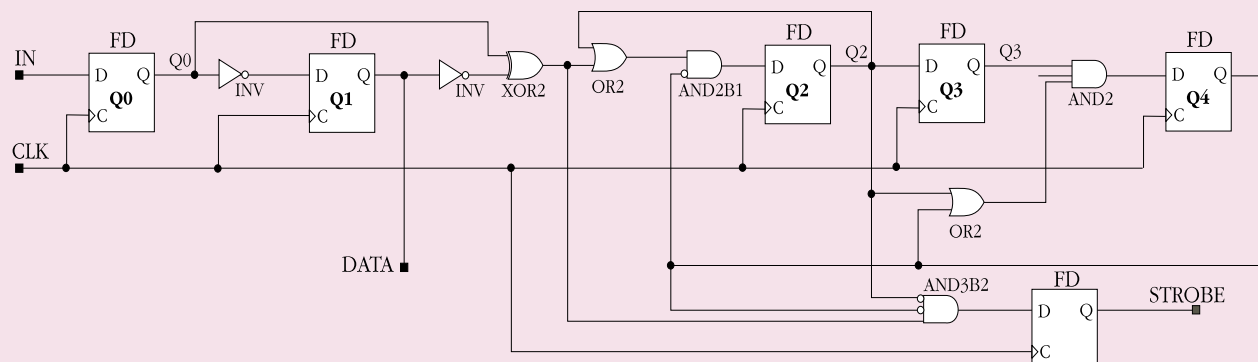 IN
FD
D
Q
Q0
C
Q0
INV
FD
D
Q
Q1
C
INV
XOR2
OR2
AND2B1
FD
D
Q
Q2
C
Q2
FD
D
Q
Q3
C
Q3
AND2
FD
D
Q
Q4
C
CLK
OR2
DATA
AND3B2
FD
D
Q
C
STROBE